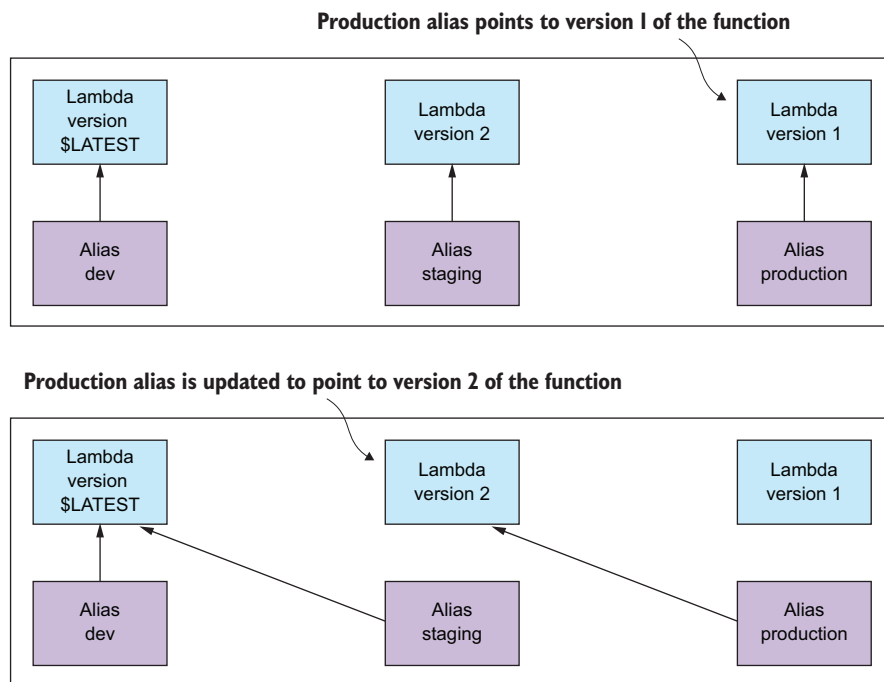 Production alias points to version 1 of the function
Lambda
version
$LATEST
Lambda
version 2
Lambda
version 1
Alias
dev
Alias
staging
Alias
production
Production alias is updated to point to version 2 of the function
Lambda
version
$LATEST
Lambda
version 2
Lambda
version 1
Alias
dev
Alias
staging
Alias
production